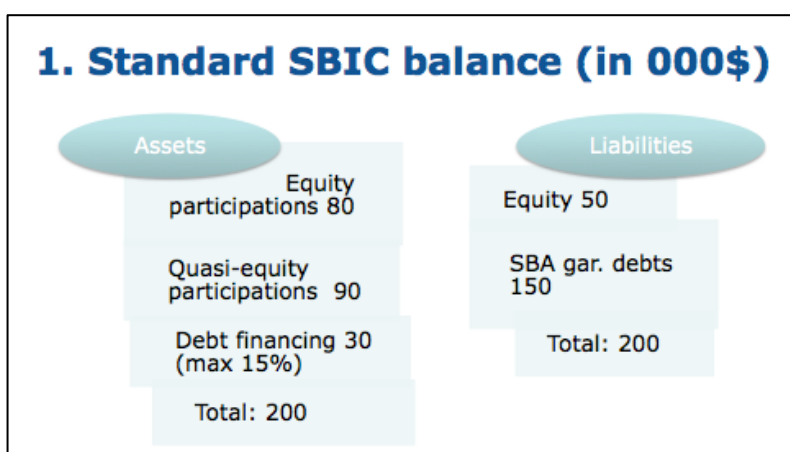 1. Standard SBIC balance (in 000$)
Assets
Equity
participations 80
Quasi-equity
participations 90
Debt financing 30
(max 15%)
Total: 200
Liabilities
Equity 50
SBA gar. debts
150
Total: 200